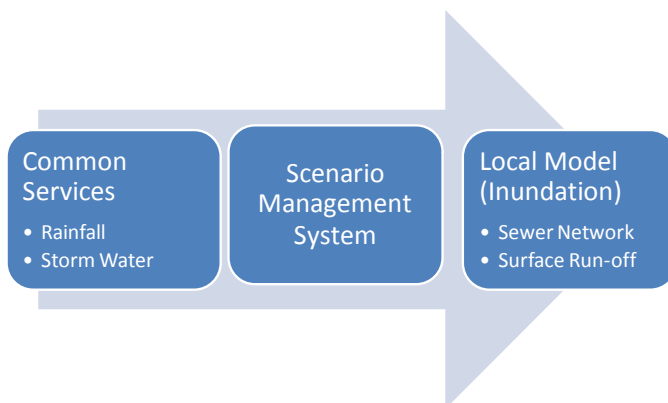 Common
Services
• Rainfall
• Storm Water
Scenario
Management
System
Local Model
(Inundation)
• Sewer Network
• Surface Run-off